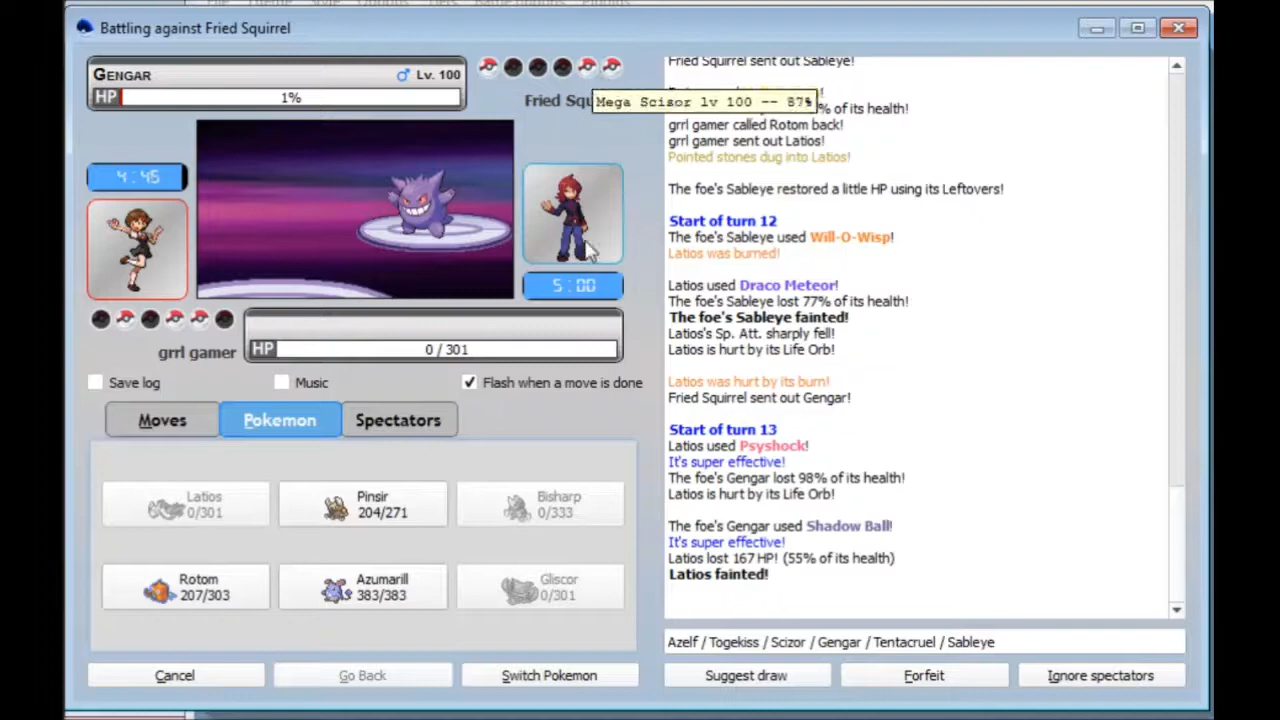 Battling against Fried Squirrel
GENGAR
Lv. 100
HP
1%
Fried Squ
Mega Scisor lv 100 -- 87%
4:45
5:00
HP
0 / 301
grrl gamer
Save log
Music
Flash when a move is done
Moves
Pokemon
Spectators
Latios
0/301
Pinsir
204/271
Bisharp
0/333
Rotom
207/303
Azumarill
383/383
Gliscor
0/301
Cancel
Go Back
Switch Pokemon
Fried Squirrel sent out Sableye!
% of its health!
grrl gamer called Rotom back!
grrl gamer sent out Latios!
Pointed stones dug into Latios!
The foe's Sableye restored a little HP using its Leftovers!
Start of turn 12
The foe's Sableye used Will-O-Wisp!
Latios was burned!
Latios used Draco Meteor!
The foe's Sableye lost 77% of its health!
The foe's Sableye fainted!
Latios's Sp. Att. sharply fell!
Latios is hurt by its Life Orb!
Latios was hurt by its burn!
Fried Squirrel sent out Gengar!
Start of turn 13
Latios used Psyshock!
It's super effective!
The foe's Gengar lost 98% of its health!
Latios is hurt by its Life Orb!
The foe's Gengar used Shadow Ball!
It's super effective!
Latios lost 167 HP! (55% of its health)
Latios fainted!
Azelf / Togekiss / Scizor / Gengar / Tentacruel / Sableye
Suggest draw
Forfeit
Ignore spectators